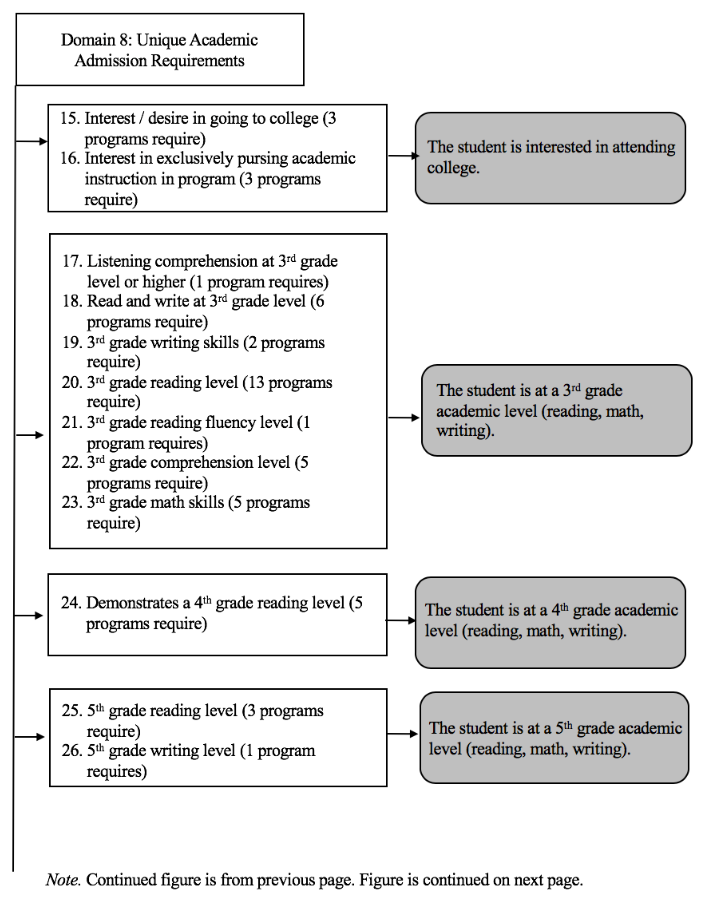 Domain 8: Unique Academic
Admission Requirements
15. Interest / desire in going to college (3
programs require)
16. Interest in exclusively pursing academic
instruction in program (3 programs
require)
The student is interested in attending
college.
17. Listening comprehension at 3rd grade
level or higher (1 program requires)
18. Read and write at 3rd grade level (6
programs require)
19. 3rd grade writing skills (2 programs
require)
20. 3rd grade reading level (13 programs
require)
21. 3rd grade reading fluency level (1
program requires)
22. 3rd grade comprehension level (5
programs require)
23. 3rd grade math skills (5 programs
require)
The student is at a 3rd grade
academic level (reading, math,
writing).
24. Demonstrates a 4th grade reading level (5
programs require)
The student is at a 4th grade academic
level (reading, math, writing).
25. 5th grade reading level (3 programs
require)
26. 5th grade writing level (1 program
requires)
The student is at a 5th grade academic
level (reading, math, writing).
Note. Continued figure is from previous page. Figure is continued on next page.